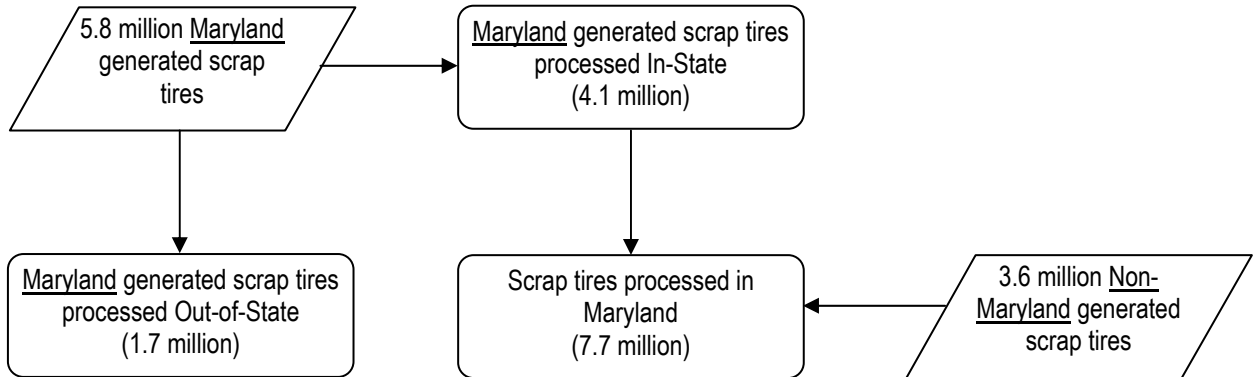 5.8 million Maryland
generated scrap
tires
Maryland generated scrap tires
processed In-State
(4.1 million)
Maryland generated scrap tires
processed Out-of-State
(1.7 million)
Scrap tires processed in
Maryland
(7.7 million)
3.6 million Non-
Maryland generated
scrap tires